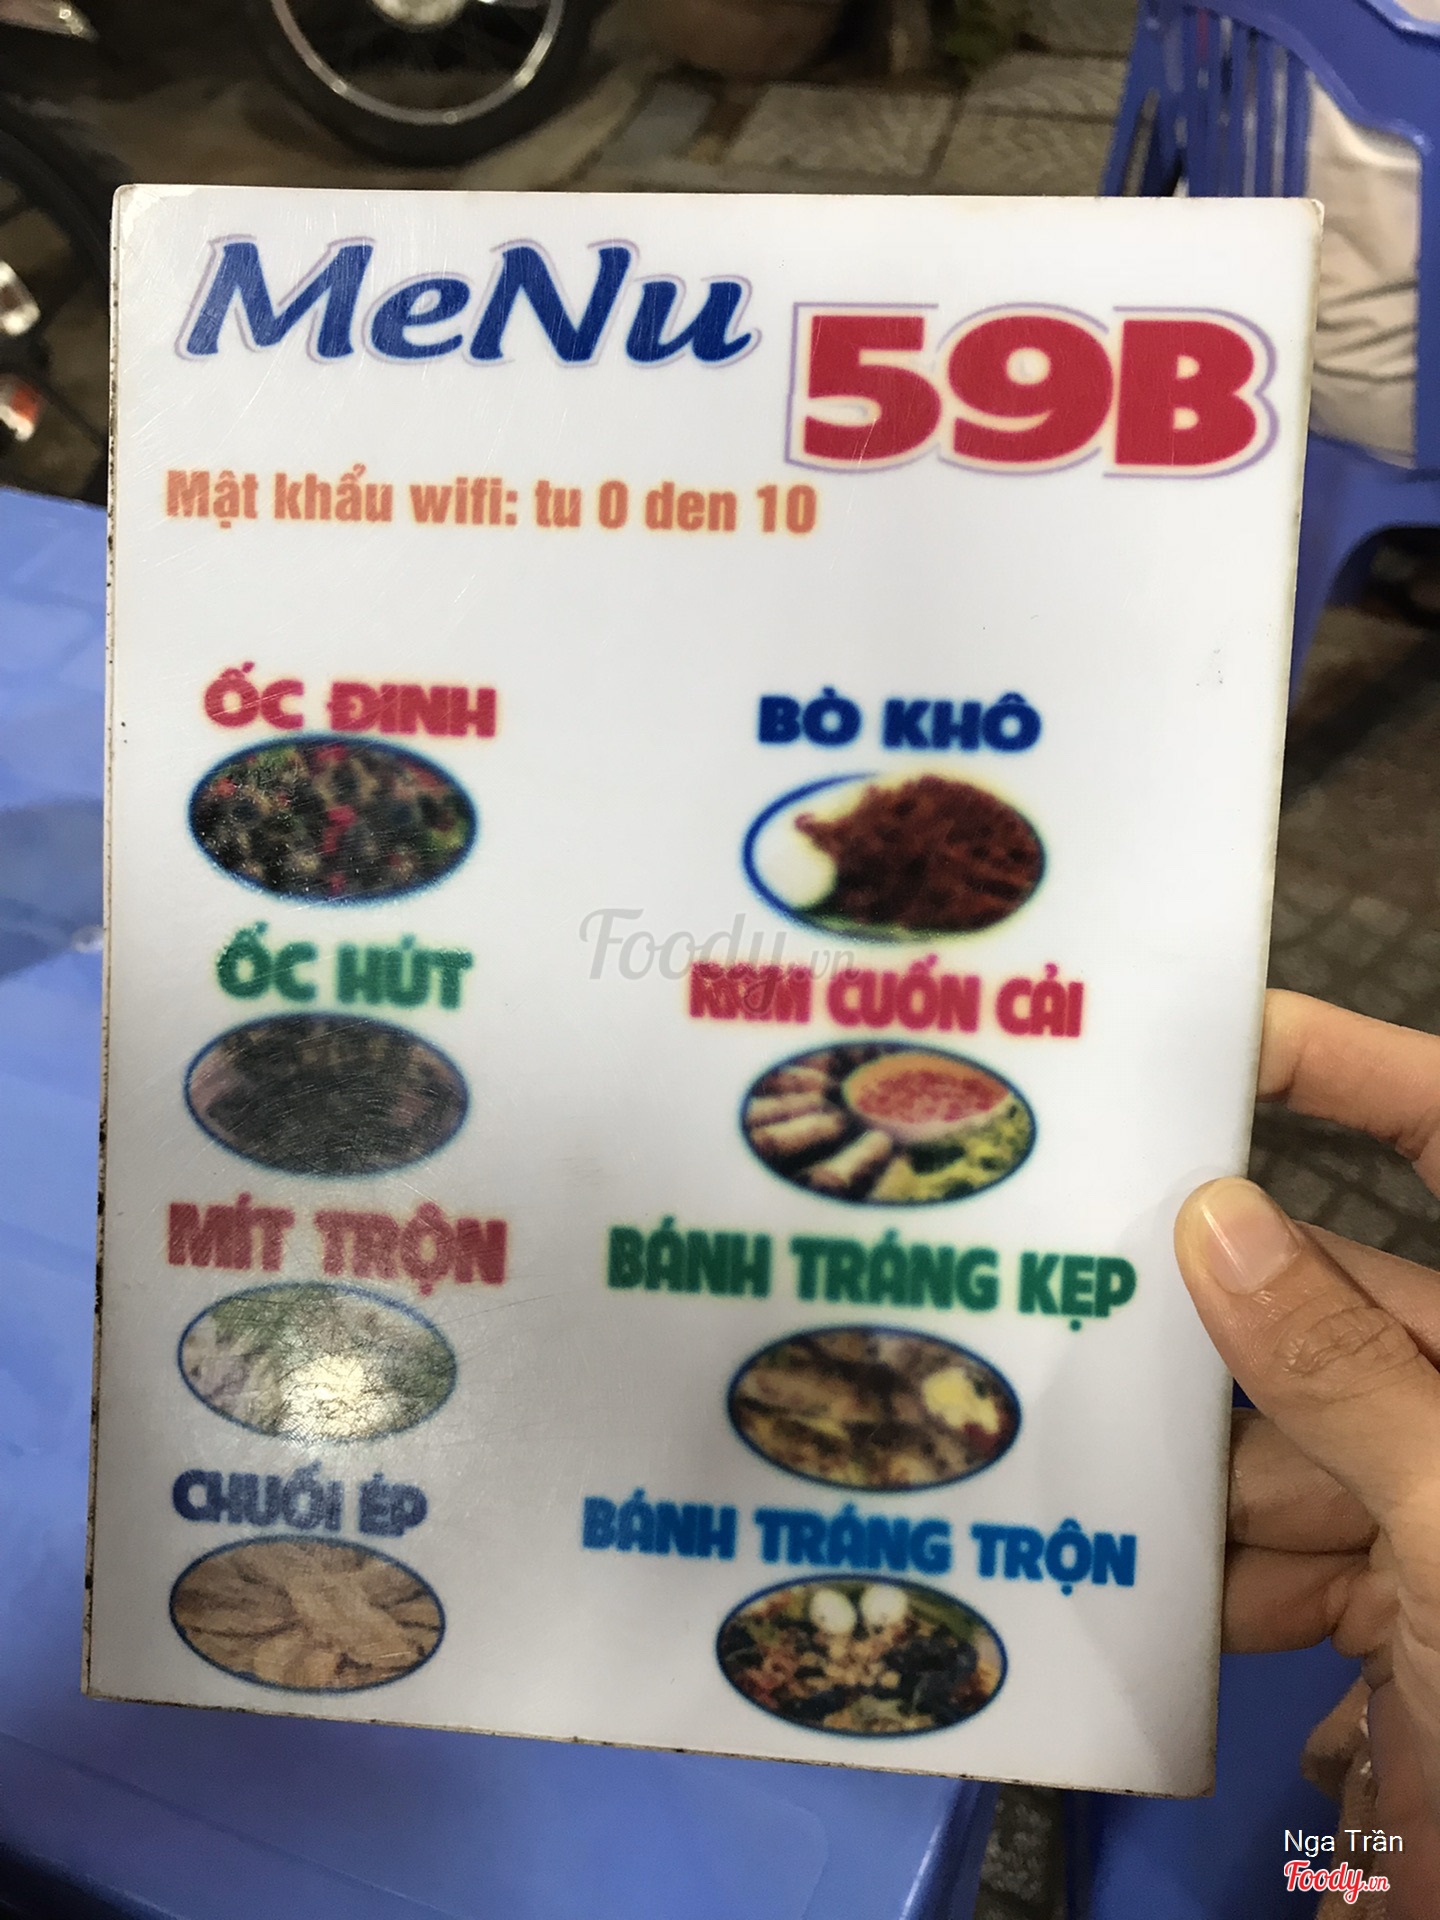 MeNu 59B
Mật khẩu wifi: tu 0 den 10
ỐC ĐINH
ỐC HÚT
MÍT TRỘN
CHUỐI ÉP
BÒ KHÔ
RAM CUỐN CẢI
BÁNH TRÁNG KẸP
BÁNH TRÁNG TRỘN
Foody.vn
Nga Trần
Foody.vn